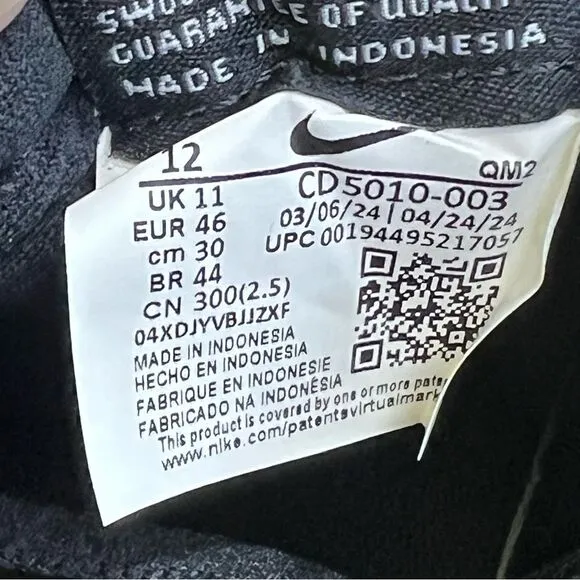 GUARANTEE OF QUALITY
MADE IN INDONESIA
12
QM2
UK 11
EUR 46
cm 30
BR 44
CN 300(2.5)
04XDJYVBJJZXF
CD5010-003
03/06/24 | 04/24/24
UPC 00194495217057
MADE IN INDONESIA
HECHO EN INDONESIA
FABRIQUE EN INDONESIE
FABRICADO NA INDONÉSIA
This product is covered by one or more pate
www.nike.com/patentsvirtualmark